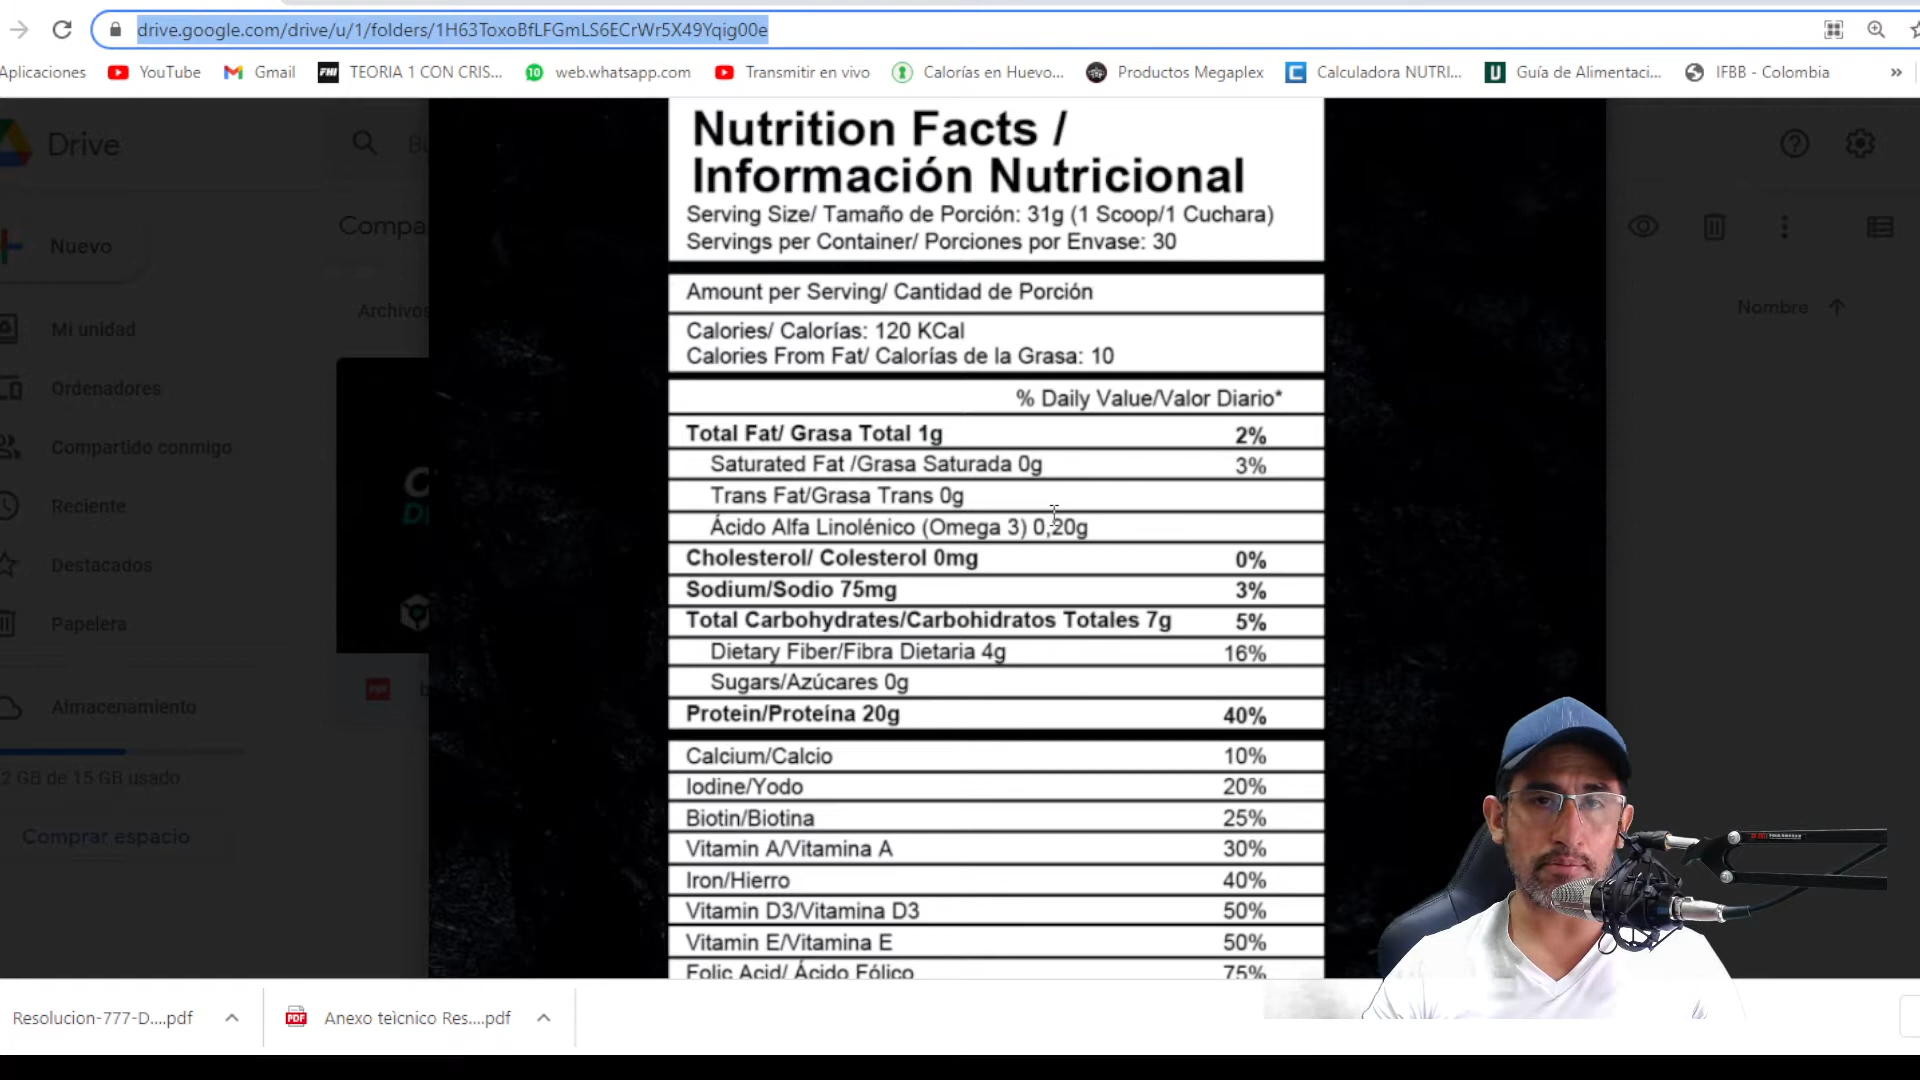 drive.google.com/drive/u/1/folders/1H63ToxoBfLFGmLS6ECrWr5X49Yqig00e
Aplicaciones YouTube Gmail TEORIA 1 CON CRIS... web.whatsapp.com Transmitir en vivo Calorías en Huevo... Productos Megaplex Calculadora NUTRI... Guía de Alimentaci... IFBB - Colombia »
Drive
Nuevo
Compa
Mi unidad
Archivos
Ordenadores
Compartido conmigo
Reciente
Destacados
Papelera
Almacenamiento
2 GB de 15 GB usado
Comprar espacio
Nombre
Nutrition Facts /
Información Nutricional
Serving Size/ Tamaño de Porción: 31g (1 Scoop/1 Cuchara)
Servings per Container/ Porciones por Envase: 30
Amount per Serving/ Cantidad de Porción
Calories/ Calorías: 120 KCal
Calories From Fat/ Calorías de la Grasa: 10
% Daily Value/Valor Diario*
Total Fat/ Grasa Total 1g 2%
Saturated Fat /Grasa Saturada 0g 3%
Trans Fat/Grasa Trans 0g
Ácido Alfa Linolénico (Omega 3) 0,20g
Cholesterol/ Colesterol 0mg 0%
Sodium/Sodio 75mg 3%
Total Carbohydrates/Carbohidratos Totales 7g 5%
Dietary Fiber/Fibra Dietaria 4g 16%
Sugars/Azúcares 0g
Protein/Proteína 20g 40%
Calcium/Calcio 10%
Iodine/Yodo 20%
Biotin/Biotina 25%
Vitamin A/Vitamina A 30%
Iron/Hierro 40%
Vitamin D3/Vitamina D3 50%
Vitamin E/Vitamina E 50%
Folic Acid/ Ácido Fólico 75%
Resolucion-777-D....pdf
PDF Anexo teìcnico Res....pdf